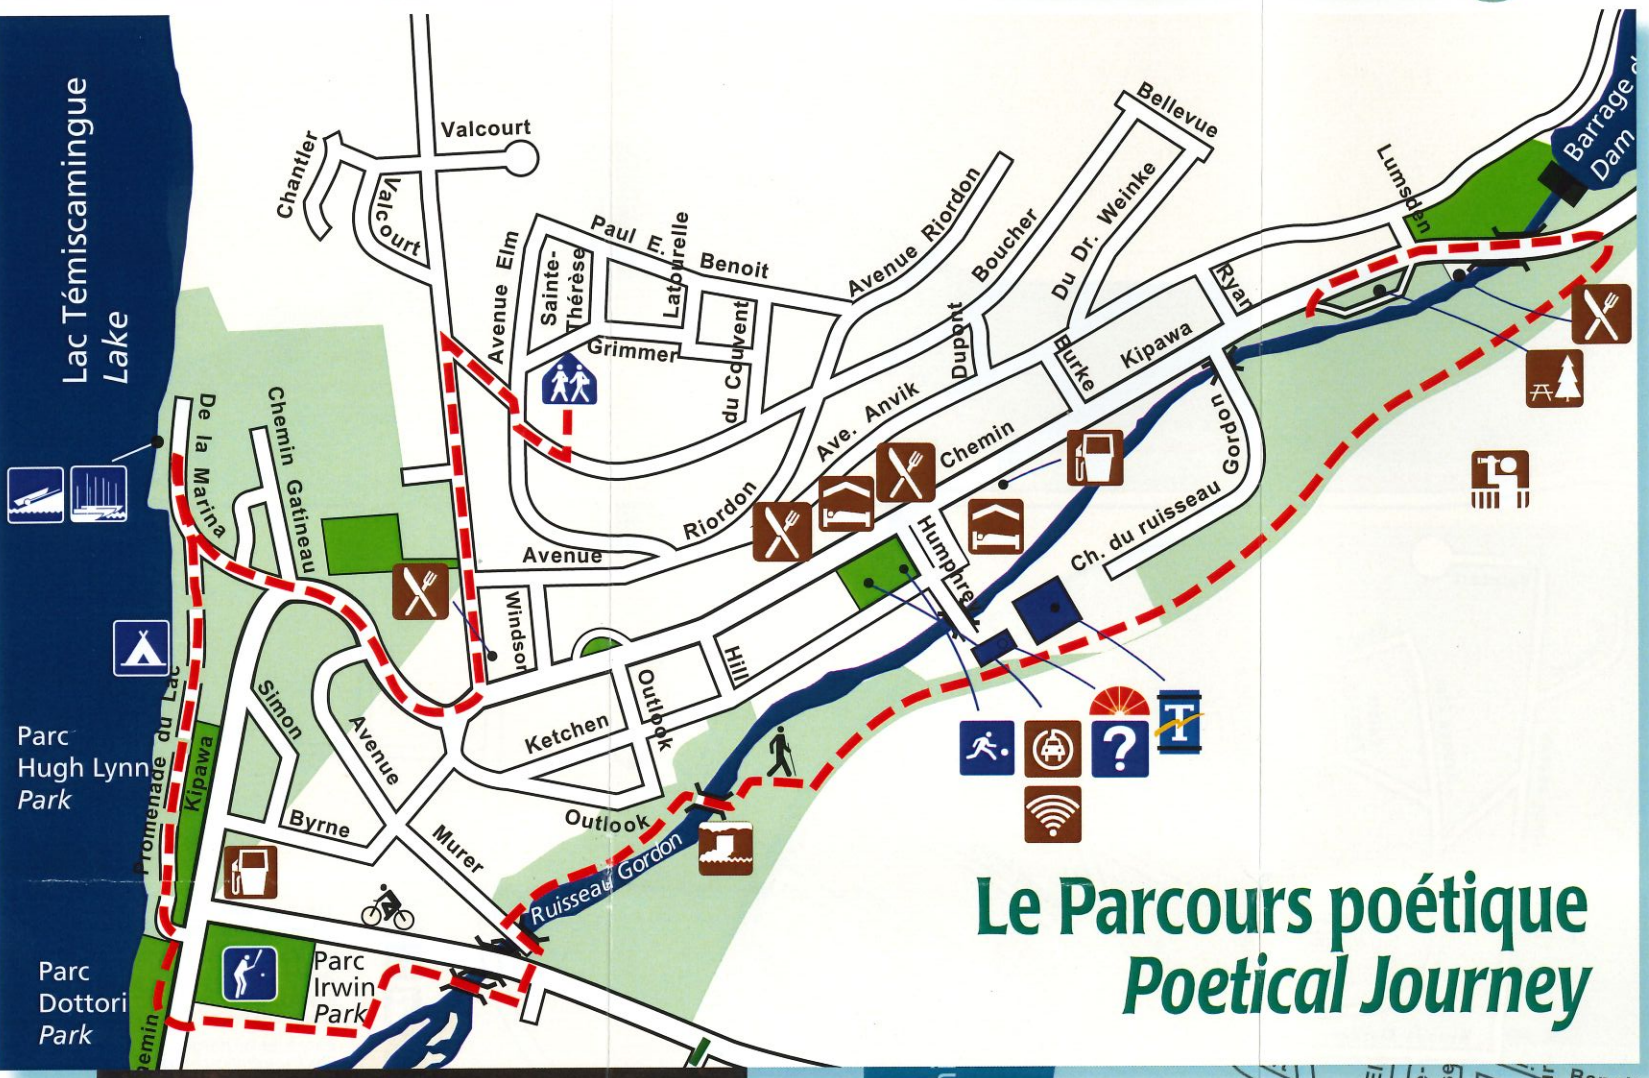 Lac Témiscamingue
Lake
Chantler
Valcourt
Valcourt
Avenue Elm
Sainte-
Thérèse
Paul E.
Benoit
Latourelle
Grimmer
du Couvent
Avenue Riordon
Boucher
Bellevue
Du Dr. Weinke
Dupont
Ave. Anvik
Burke
Kipawa
Ryan
Lumsden
Barrage
Dam
De la Marina
Chemin Gatineau
Avenue
Riordon
Chemin
Humphrey
Ch. du ruisseau
Gordon
Windsor
Hill
Outlook
Ketchen
Outlook
Simon
Avenue
Murer
Byrne
Promenade du Lac
Kipawa
Ruisseau Gordon
?
T
Parc
Hugh Lynn
Park
Parc
Dottori
Park
Parc
Irwin
Park
Le Parcours poétique
Poetical Journey